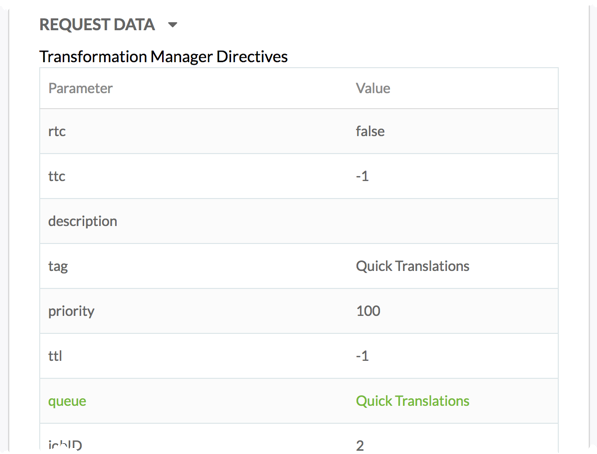 REQUEST DATA
Transformation Manager Directives
Parameter Value
rtc false
ttc -1
description
tag Quick Translations
priority 100
ttl -1
queue Quick Translations
jobID 2